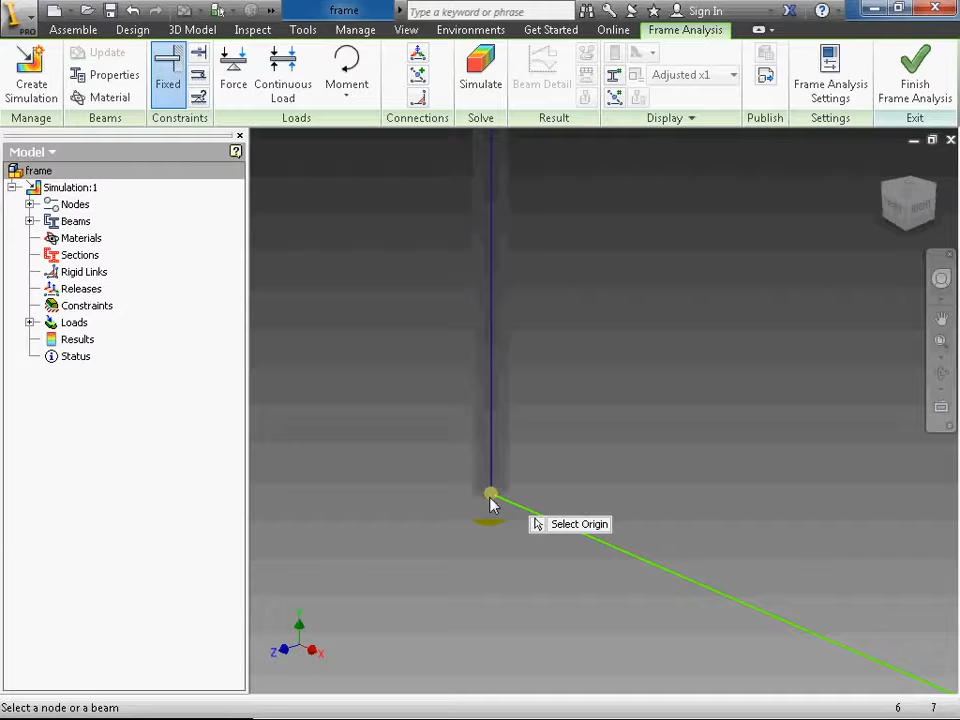 PRO
frame
Type a keyword or phrase
Sign In
Assemble Design 3D Model Inspect Tools Manage View Environments Get Started Online Frame Analysis
Create Simulation
Update
Properties
Material
Fixed
Force
Continuous Load
Moment
Simulate
Beam Detail
Adjusted x1
Frame Analysis Settings
Finish Frame Analysis
Manage Beams Constraints Loads Connections Solve Result Display Publish Settings Exit
Model
frame
Simulation:1
Nodes
Beams
Materials
Sections
Rigid Links
Releases
Constraints
Loads
Results
Status
RIGHT
Select Origin
Y
Z
X
Select a node or a beam
6 7